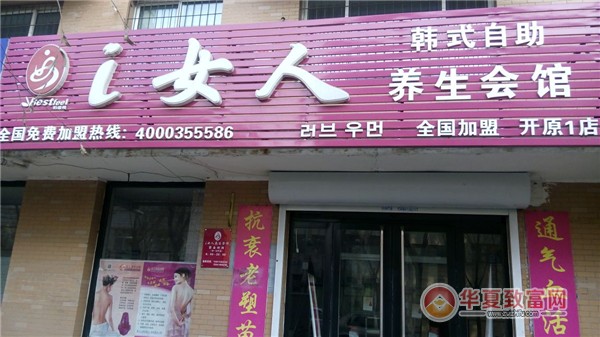 i女人
韩式自助
养生会馆
Bestfeel
全国免费加盟热线: 4000355586
러브 우먼
全国加盟
开原1店
抗衰老塑
通气
活
华夏致富网